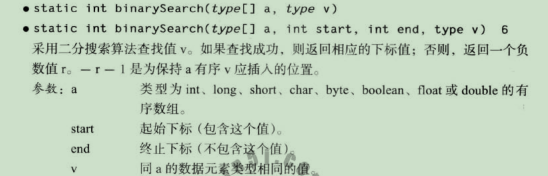 • static int binarySearch(type[] a, type v)
• static int binarySearch(type[] a, int start, int end, type v) 6
采用二分搜索算法查找值 v。如果查找成功，则返回相应的下标值；否则，返回一个负
数值 r。－r－1 是为保持 a 有序 v 应插入的位置。
参数：a 类型为 int、long、short、char、byte、boolean、float 或 double 的有
序数组。
start 起始下标（包含这个值）。
end 终止下标（不包含这个值）。
v 同 a 的数据元素类型相同的值。